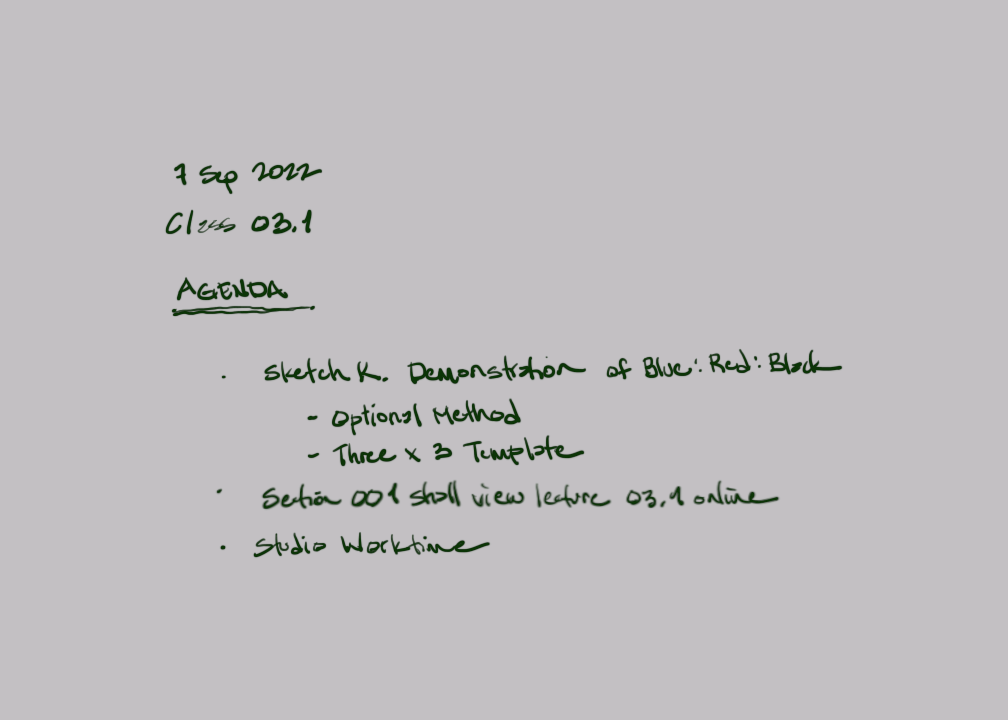 7 Sep 2022
Class 03.1
AGENDA
· Sketch K. Demonstration of Blue : Red : Black
- Optional Method
- Three x 3 Template
· Section 001 shall view lecture 03.1 online
· Studio Worktime